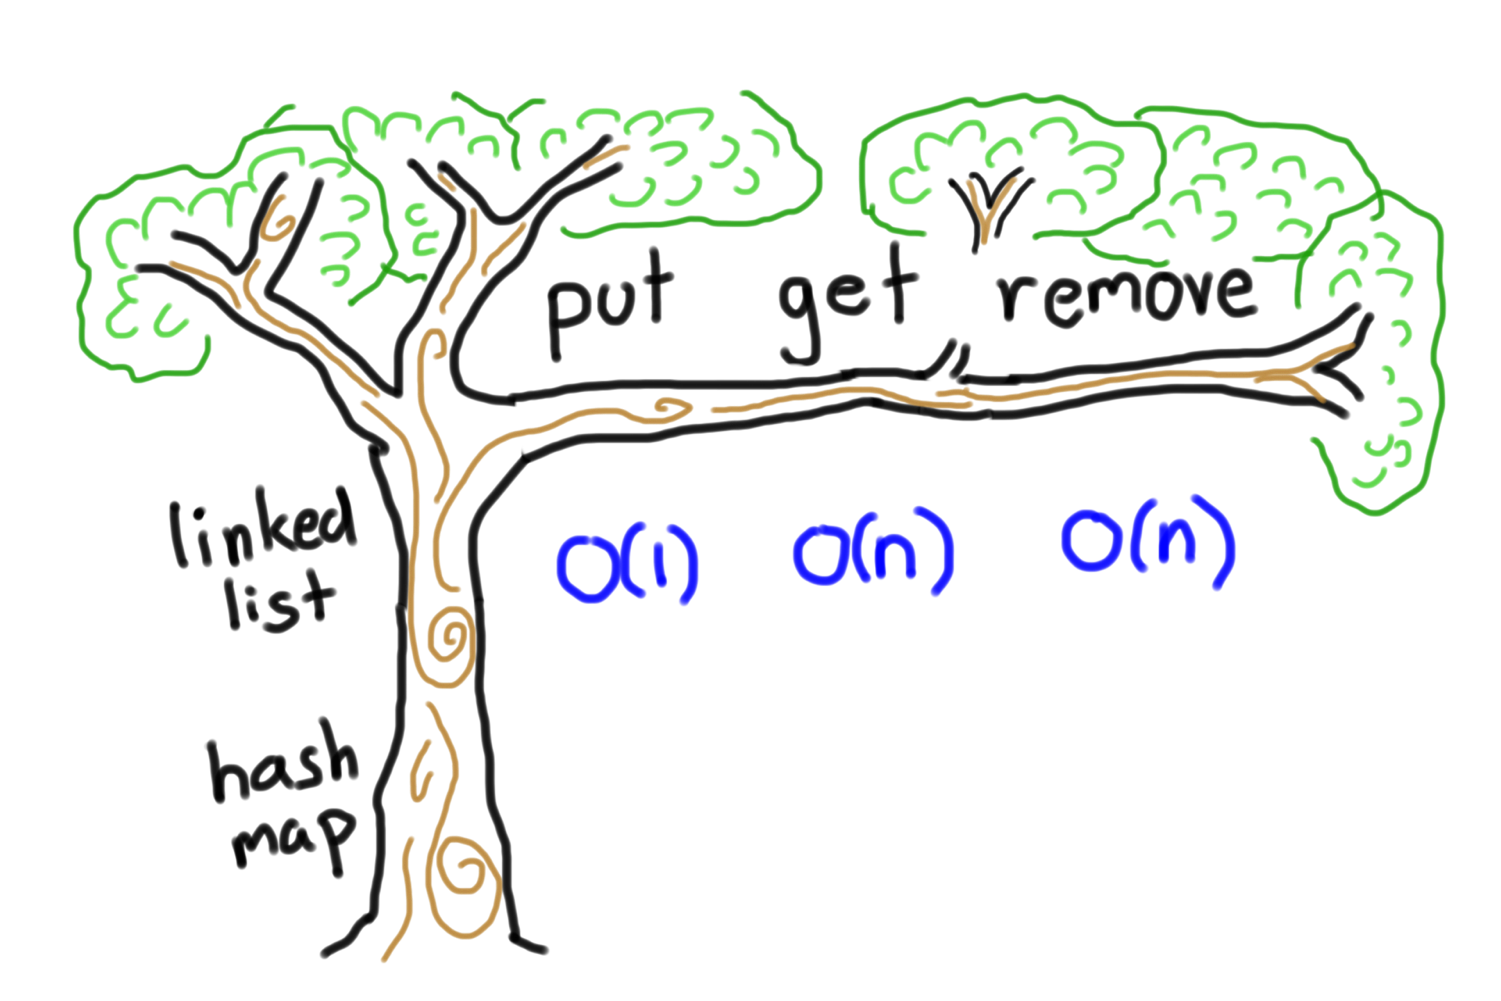 put get remove
linked
list
O(1) O(n) O(n)
hash
map